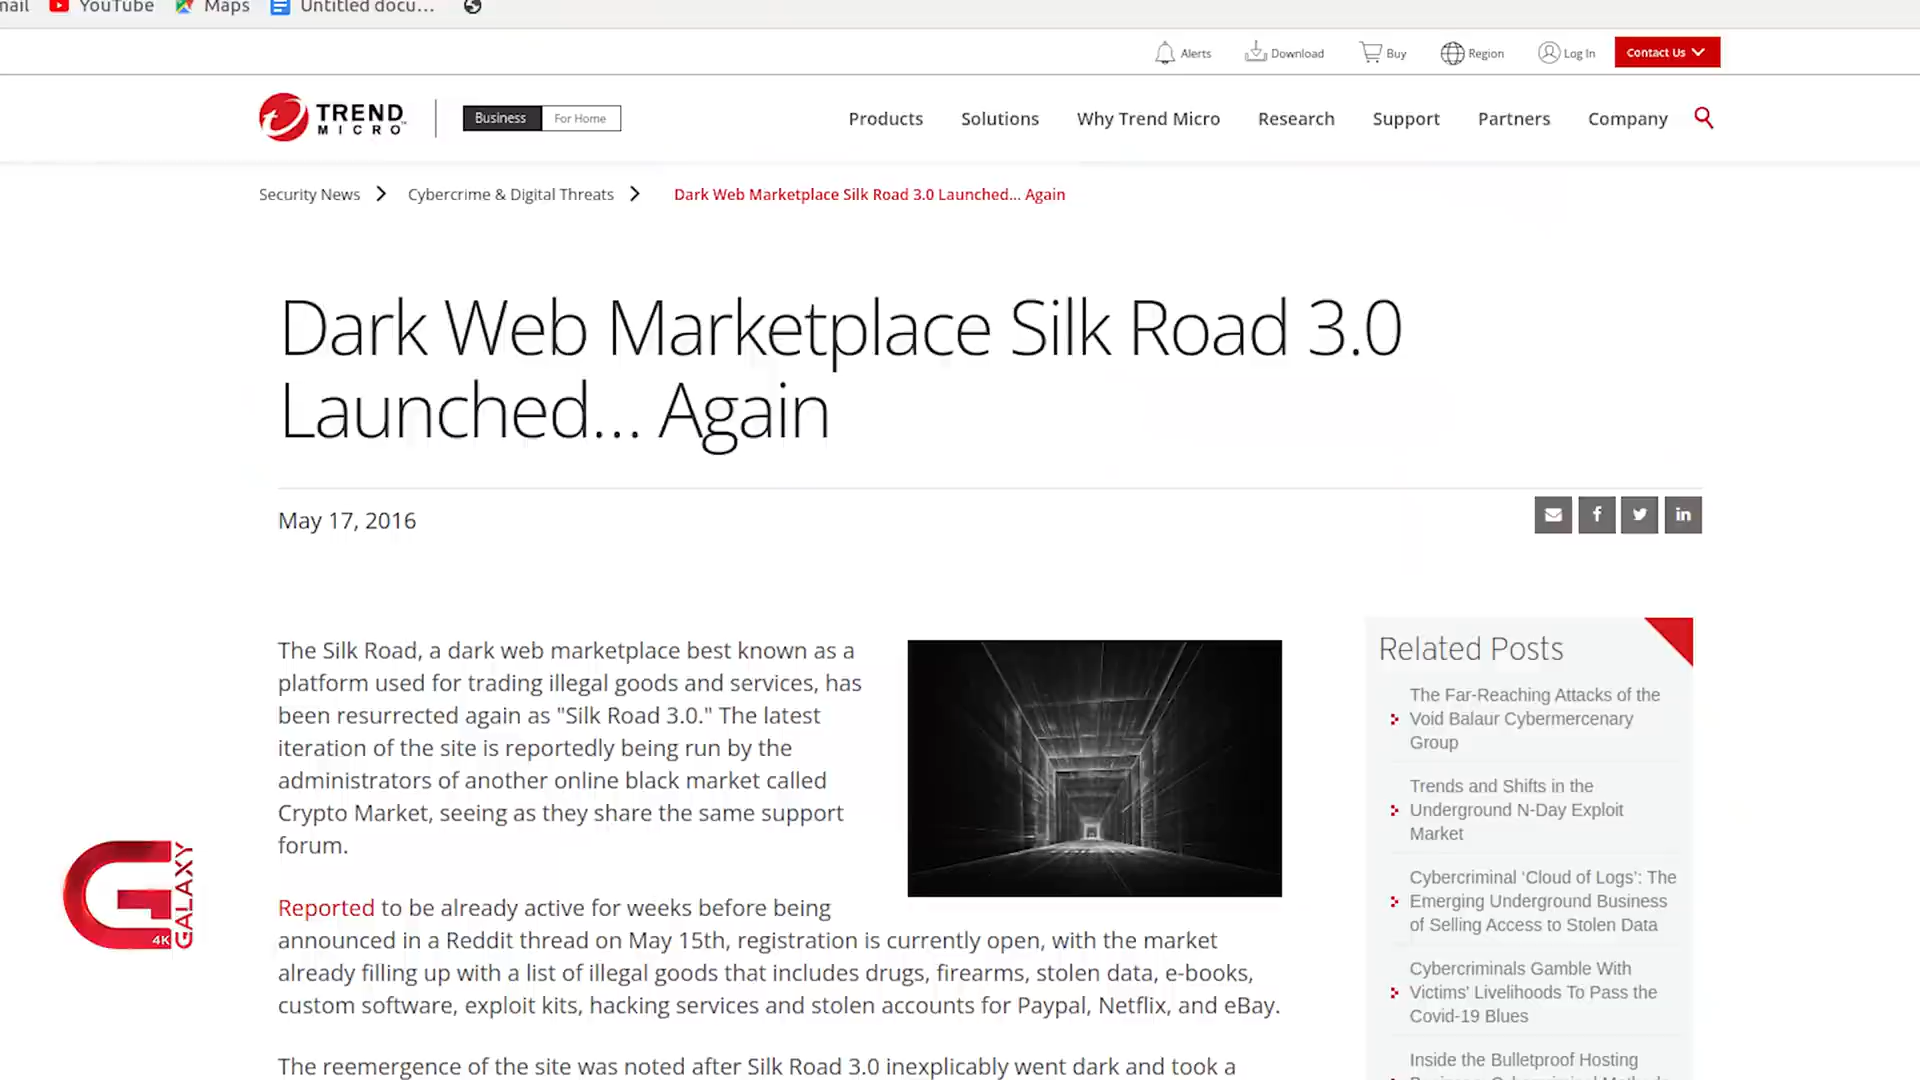 YouTube Maps Untitled docu...
Alerts Download Buy Region Log In Contact Us
TREND MICRO Business For Home Products Solutions Why Trend Micro Research Support Partners Company
Security News Cybercrime & Digital Threats Dark Web Marketplace Silk Road 3.0 Launched... Again
Dark Web Marketplace Silk Road 3.0
Launched... Again
May 17, 2016
The Silk Road, a dark web marketplace best known as a
platform used for trading illegal goods and services, has
been resurrected again as "Silk Road 3.0." The latest
iteration of the site is reportedly being run by the
administrators of another online black market called
Crypto Market, seeing as they share the same support
forum.
Reported to be already active for weeks before being
announced in a Reddit thread on May 15th, registration is currently open, with the market
already filling up with a list of illegal goods that includes drugs, firearms, stolen data, e-books,
custom software, exploit kits, hacking services and stolen accounts for Paypal, Netflix, and eBay.
The reemergence of the site was noted after Silk Road 3.0 inexplicably went dark and took a
Related Posts
The Far-Reaching Attacks of the
Void Balaur Cybermercenary
Group
Trends and Shifts in the
Underground N-Day Exploit
Market
Cybercriminal ‘Cloud of Logs’: The
Emerging Underground Business
of Selling Access to Stolen Data
Cybercriminals Gamble With
Victims' Livelihoods To Pass the
Covid-19 Blues
Inside the Bulletproof Hosting
G GALAXY 4K